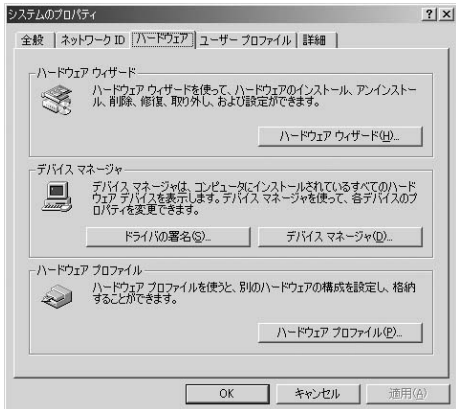 システムのプロパティ
全般 ネットワーク ID ハードウェア ユーザー プロファイル 詳細
ハードウェア ウィザード
ハードウェア ウィザードを使って、ハードウェアのインストール、アンインストー
ル、削除、修復、取り外し、および設定ができます。
ハードウェア ウィザード(H)...
デバイス マネージャ
デバイス マネージャは、コンピュータにインストールされているすべてのハード
ウェア デバイスを表示します。デバイス マネージャを使って、各デバイスのプ
ロパティを変更できます。
ドライバの署名(S)... デバイス マネージャ(D)...
ハードウェア プロファイル
ハードウェア プロファイルを使うと、別のハードウェアの構成を設定し、格納
することができます。
ハードウェア プロファイル(P)...
OK キャンセル 適用(A)